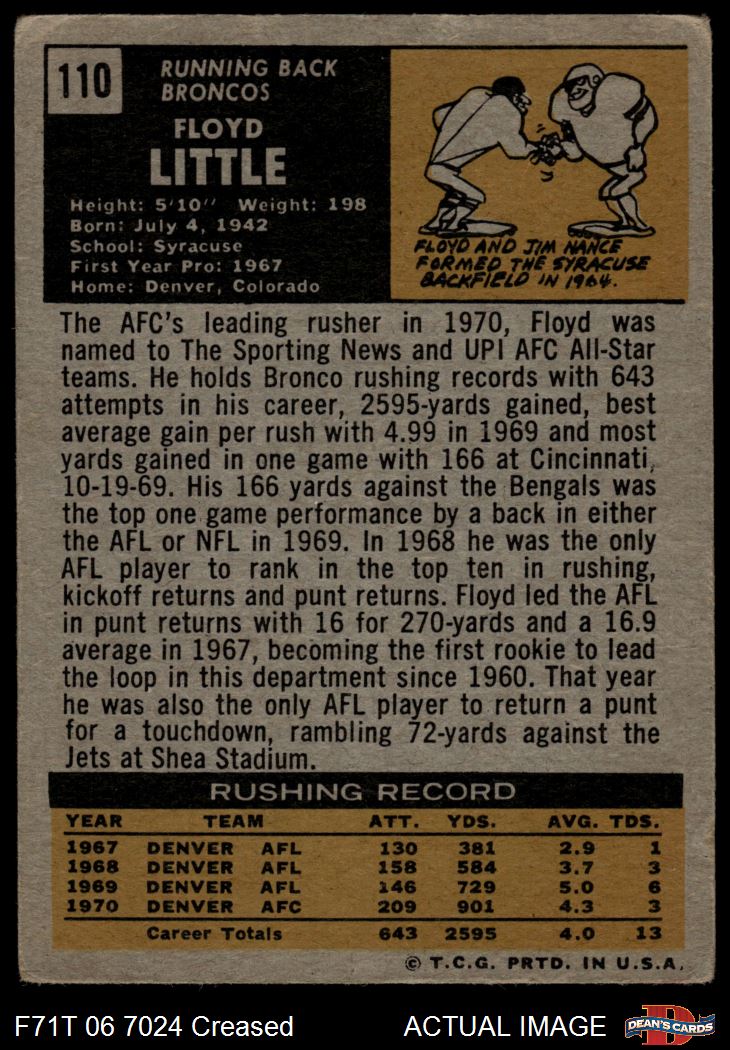 110
RUNNING BACK
BRONCOS
FLOYD
LITTLE
Height: 5'10" Weight: 198
Born: July 4, 1942
School: Syracuse
First Year Pro: 1967
Home: Denver, Colorado
FLOYD AND JIM NANCE
FORMED THE SYRACUSE
BACKFIELD IN 1964.
The AFC's leading rusher in 1970, Floyd was
named to The Sporting News and UPI AFC All-Star
teams. He holds Bronco rushing records with 643
attempts in his career, 2595-yards gained, best
average gain per rush with 4.99 in 1969 and most
yards gained in one game with 166 at Cincinnati,
10-19-69. His 166 yards against the Bengals was
the top one game performance by a back in either
the AFL or NFL in 1969. In 1968 he was the only
AFL player to rank in the top ten in rushing,
kickoff returns and punt returns. Floyd led the AFL
in punt returns with 16 for 270-yards and a 16.9
average in 1967, becoming the first rookie to lead
the loop in this department since 1960. That year
he was also the only AFL player to return a punt
for a touchdown, rambling 72-yards against the
Jets at Shea Stadium.
RUSHING RECORD
YEAR TEAM ATT. YDS. AVG. TDS.
1967 DENVER AFL 130 381 2.9 1
1968 DENVER AFL 158 584 3.7 3
1969 DENVER AFL 146 729 5.0 6
1970 DENVER AFC 209 901 4.3 3
Career Totals 643 2595 4.0 13
© T.C.G. PRTD. IN U.S.A.
F71T 06 7024 Creased ACTUAL IMAGE
D
DEAN'S CARDS